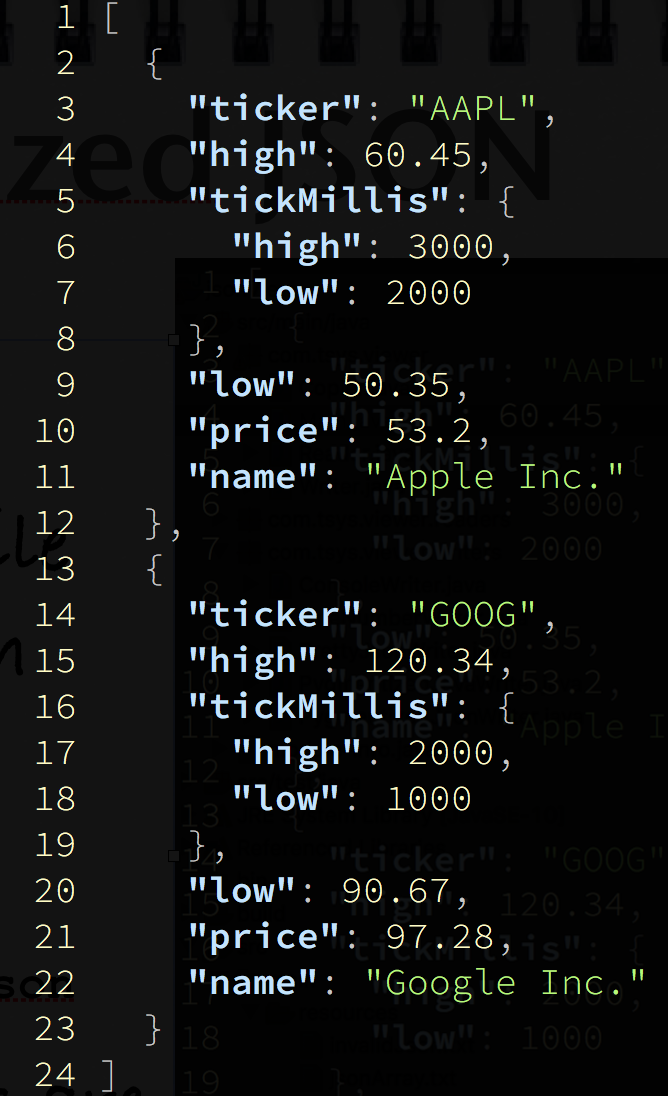 1 [
2   {
3     "ticker": "AAPL",
4     "high": 60.45,
5     "tickMillis": {
6       "high": 3000,
7       "low": 2000
8     },
9     "low": 50.35,
10     "price": 53.2,
11     "name": "Apple Inc."
12   },
13   {
14     "ticker": "GOOG",
15     "high": 120.34,
16     "tickMillis": {
17       "high": 2000,
18       "low": 1000
19     },
20     "low": 90.67,
21     "price": 97.28,
22     "name": "Google Inc."
23   }
24 ]